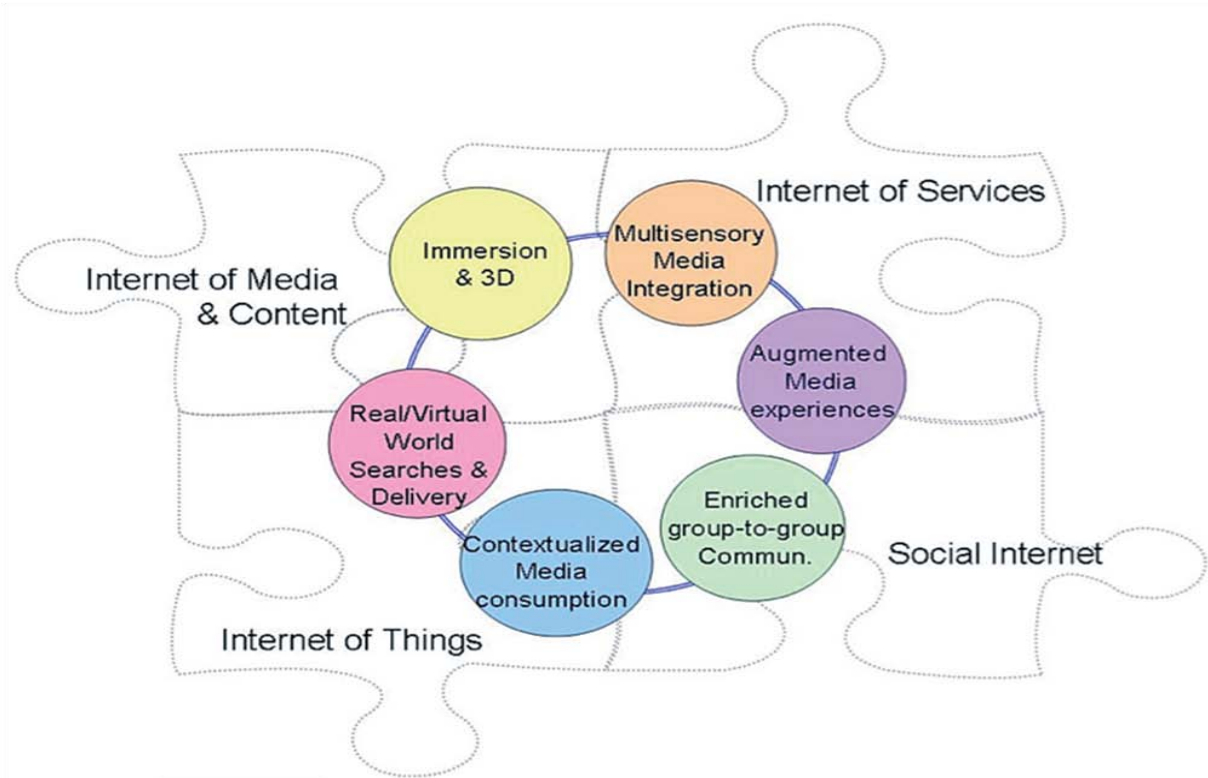 Internet of Services
Immersion
& 3D
Multisensory
Media
Integration
Internet of Media
& Content
Augmented
Media
experiences
Real/Virtual
World
Searches &
Delivery
Enriched
group-to-group
Commun.
Contextualized
Media
consumption
Social Internet
Internet of Things